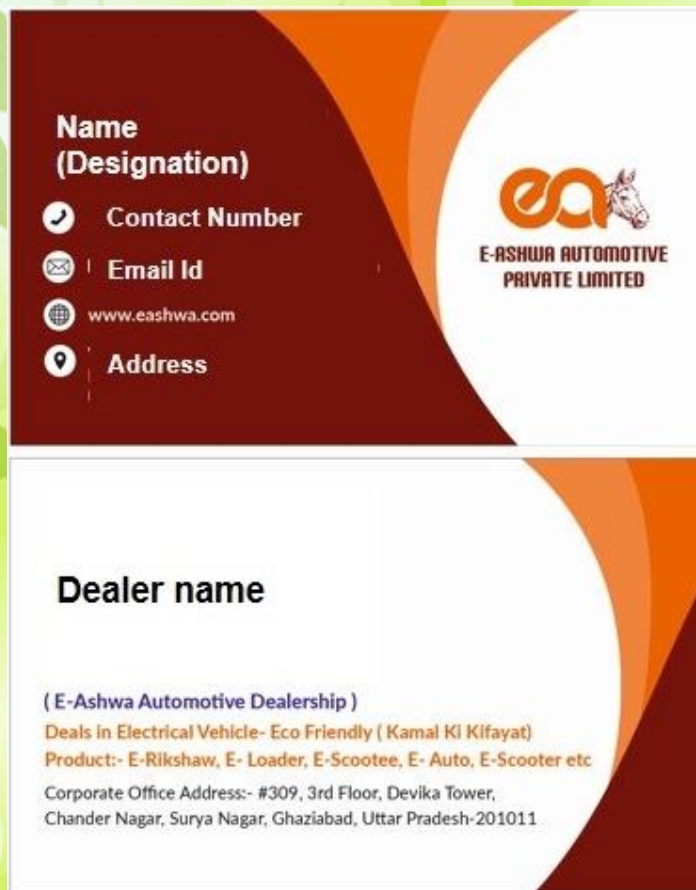 Name
(Designation)
Contact Number
Email Id
www.eashwa.com
Address
ea
E-ASHWA AUTOMOTIVE
PRIVATE LIMITED
Dealer name
( E-Ashwa Automotive Dealership )
Deals in Electrical Vehicle- Eco Friendly ( Kamal Ki Kifayat)
Product:- E-Rikshaw, E- Loader, E-Scootee, E- Auto, E-Scooter etc
Corporate Office Address:- #309, 3rd Floor, Devika Tower,
Chander Nagar, Surya Nagar, Ghaziabad, Uttar Pradesh-201011